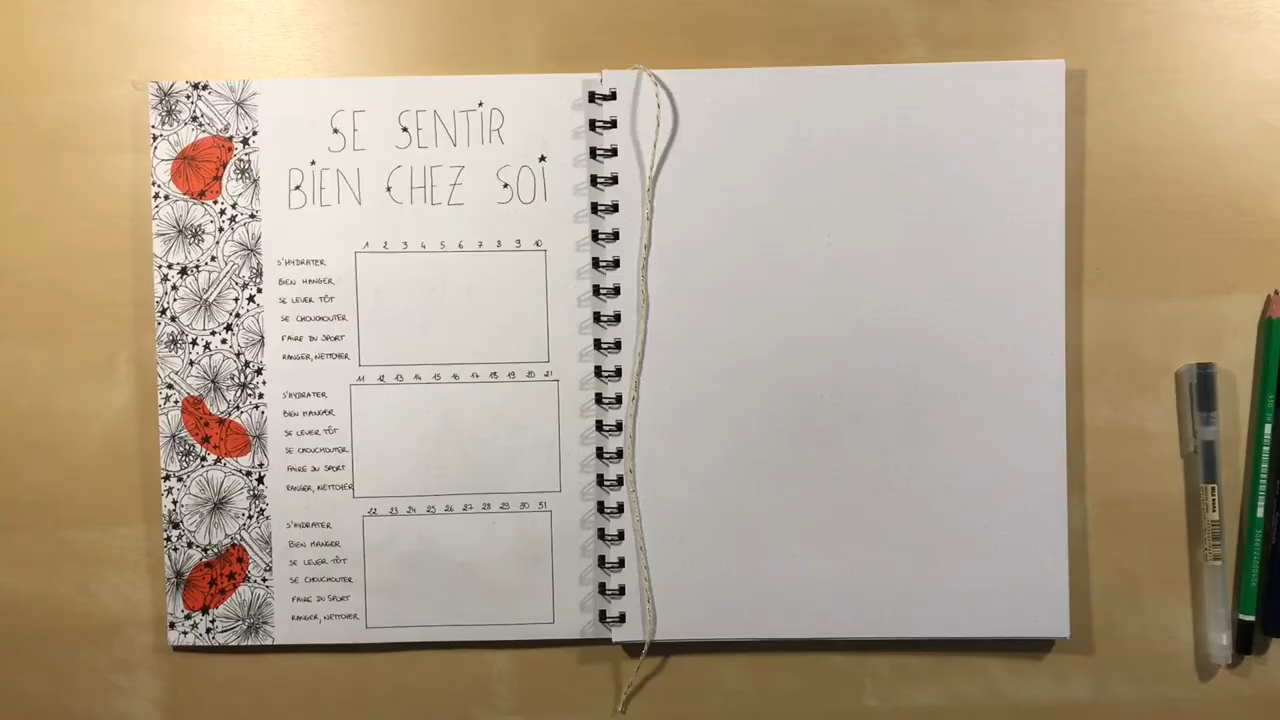 SE SENTIR
BIEN CHEZ SOI
1 2 3 4 5 6 7 8 9 10
S'HYDRATER
BIEN MANGER
SE LEVER TÔT
SE CHOUCHOUTER
FAIRE DU SPORT
RANGER, NETTOYER
11 12 13 14 15 16 17 18 19 20 21
S'HYDRATER
BIEN MANGER
SE LEVER TÔT
SE CHOUCHOUTER
FAIRE DU SPORT
RANGER, NETTOYER
22 23 24 25 26 27 28 29 30 31
S'HYDRATER
BIEN MANGER
SE LEVER TÔT
SE CHOUCHOUTER
FAIRE DU SPORT
RANGER, NETTOYER